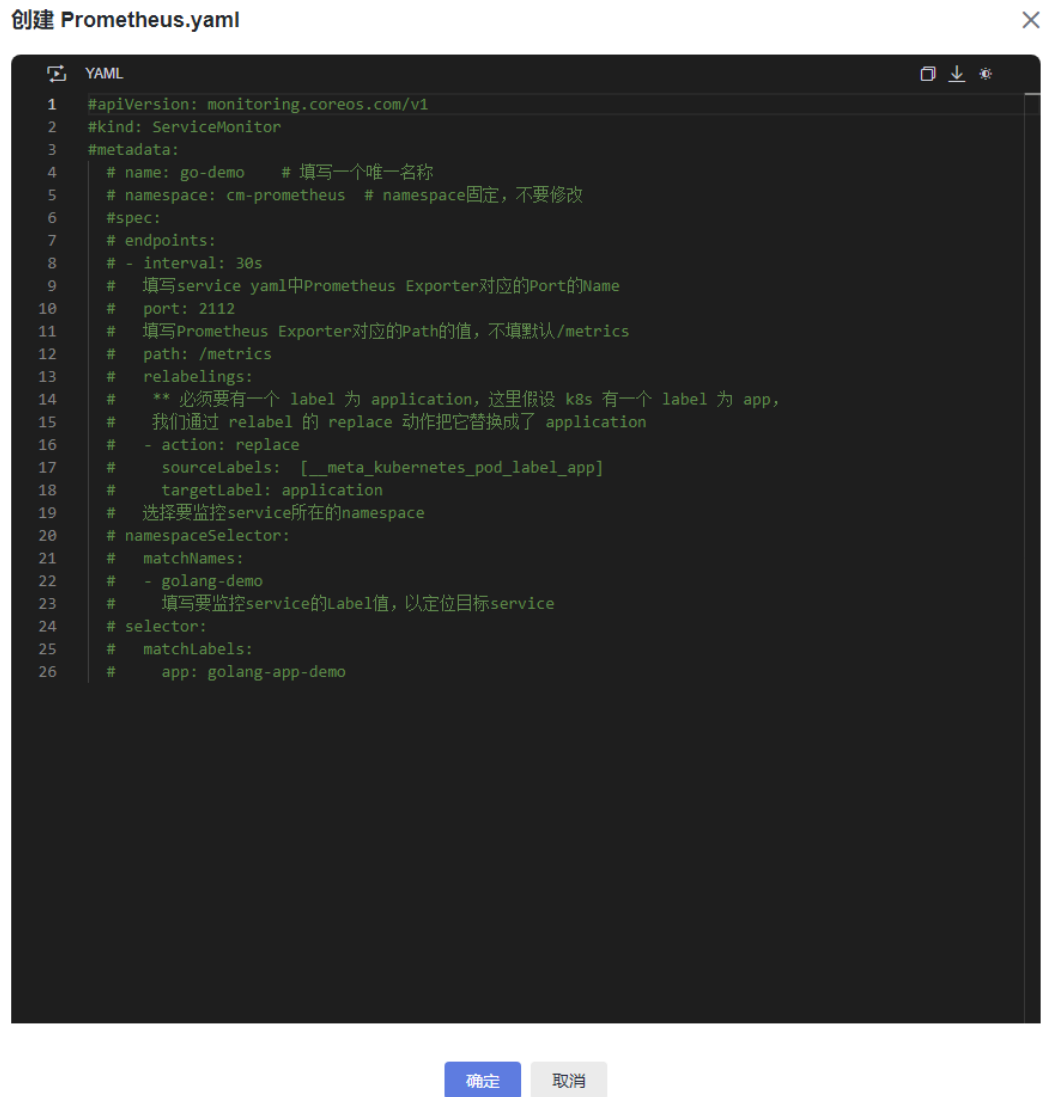 创建 Prometheus.yaml
YAML
1 #apiVersion: monitoring.coreos.com/v1
2 #kind: ServiceMonitor
3 #metadata:
4   # name: go-demo    # 填写一个唯一名称
5   # namespace: cm-prometheus  # namespace固定，不要修改
6   #spec:
7   # endpoints:
8   # - interval: 30s
9   #   填写service yaml中Prometheus Exporter对应的Port的Name
10   #   port: 2112
11   #   填写Prometheus Exporter对应的Path的值，不填默认/metrics
12   #   path: /metrics
13   #   relabelings:
14   #    ** 必须要有一个 label 为 application，这里假设 k8s 有一个 label 为 app，
15   #    我们通过 relabel 的 replace 动作把它替换成了 application
16   #   - action: replace
17   #     sourceLabels:  [__meta_kubernetes_pod_label_app]
18   #     targetLabel: application
19   #   选择要监控service所在的namespace
20   # namespaceSelector:
21   #   matchNames:
22   #   - golang-demo
23   #     填写要监控service的Label值，以定位目标service
24   # selector:
25   #   matchLabels:
26   #     app: golang-app-demo
确定 取消